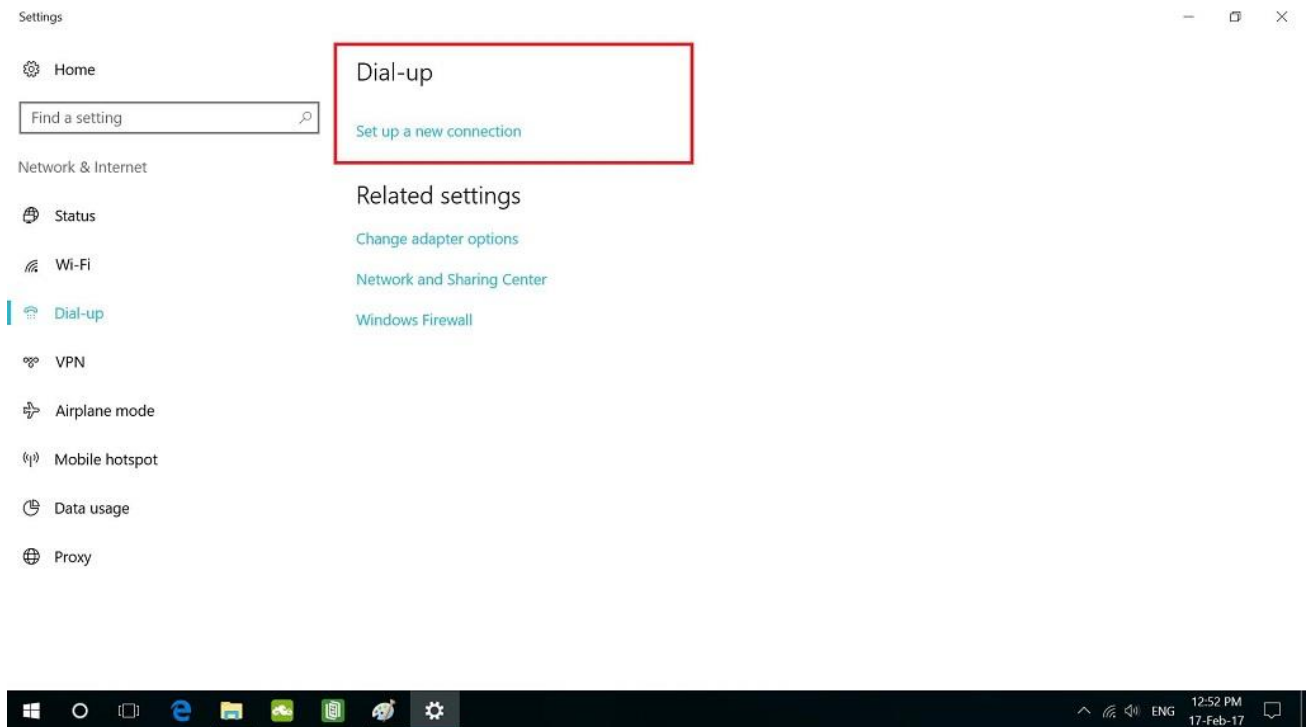 Settings
Home
Find a setting
Network & Internet
Status
Wi-Fi
Dial-up
VPN
Airplane mode
Mobile hotspot
Data usage
Proxy
Dial-up
Set up a new connection
Related settings
Change adapter options
Network and Sharing Center
Windows Firewall
ENG
12:52 PM
17-Feb-17